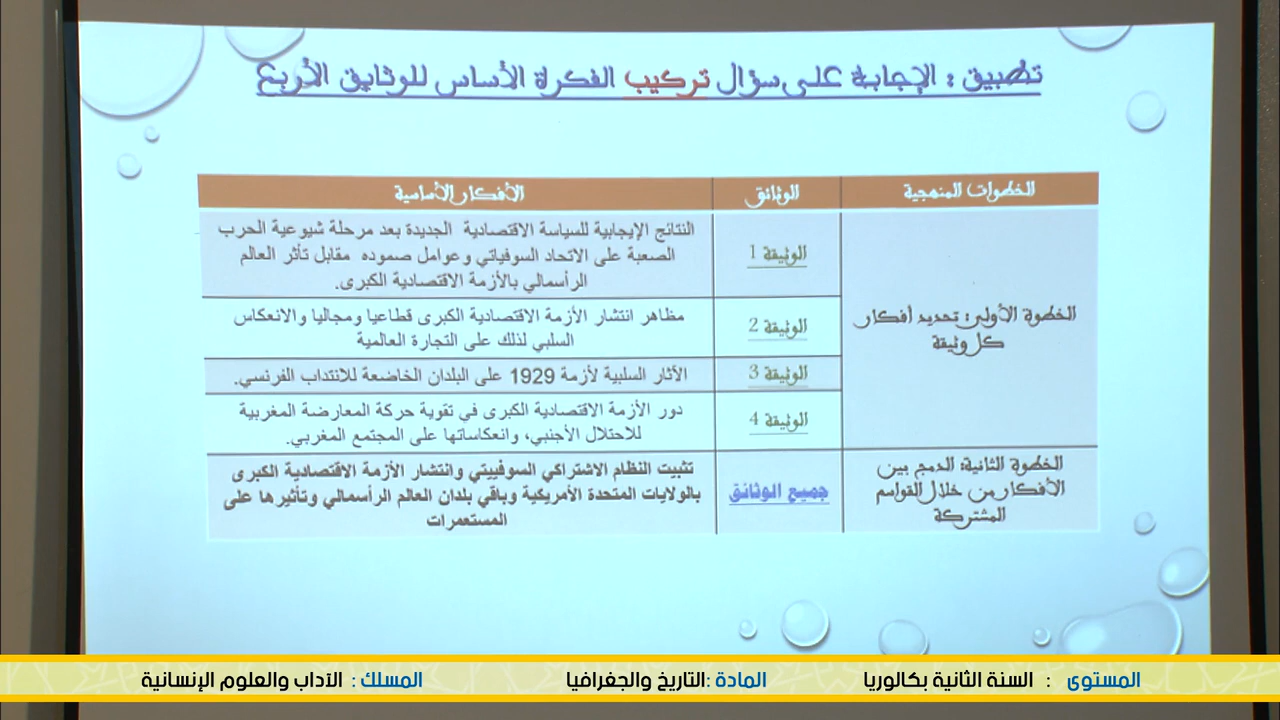 تطبيق : الإجابة على سؤال تركيب الفكرة الأساس للوثائق الأربع
الخطوات المنهجية
الوثائق
الأفكار الأساسية
الخطوة الأولى: تحديد أفكار
كل وثيقة
الوثيقة 1
النتائج الإيجابية للسياسة الاقتصادية الجديدة بعد مرحلة شيوعية الحرب
الصعبة على الاتحاد السوفياتي وعوامل صموده مقابل تأثر العالم
الرأسمالي بالأزمة الاقتصادية الكبرى.
الوثيقة 2
مظاهر انتشار الأزمة الاقتصادية الكبرى قطاعيا ومجاليا والانعكاس
السلبي لذلك على التجارة العالمية
الوثيقة 3
الآثار السلبية لأزمة 1929 على البلدان الخاضعة للانتداب الفرنسي.
الوثيقة 4
دور الأزمة الاقتصادية الكبرى في تقوية حركة المعارضة المغربية
للاحتلال الأجنبي، وانعكاساتها على المجتمع المغربي.
الخطوة الثانية: الدمج بين
الأفكار من خلال القواسم
المشتركة
جميع الوثائق
تثبيت النظام الاشتراكي السوفييتي وانتشار الأزمة الاقتصادية الكبرى
بالولايات المتحدة الأمريكية وباقي بلدان العالم الرأسمالي وتأثيرها على
المستعمرات
المستوى : السنة الثانية بكالوريا
المادة :التاريخ والجغرافيا
المسلك : الآداب والعلوم الإنسانية